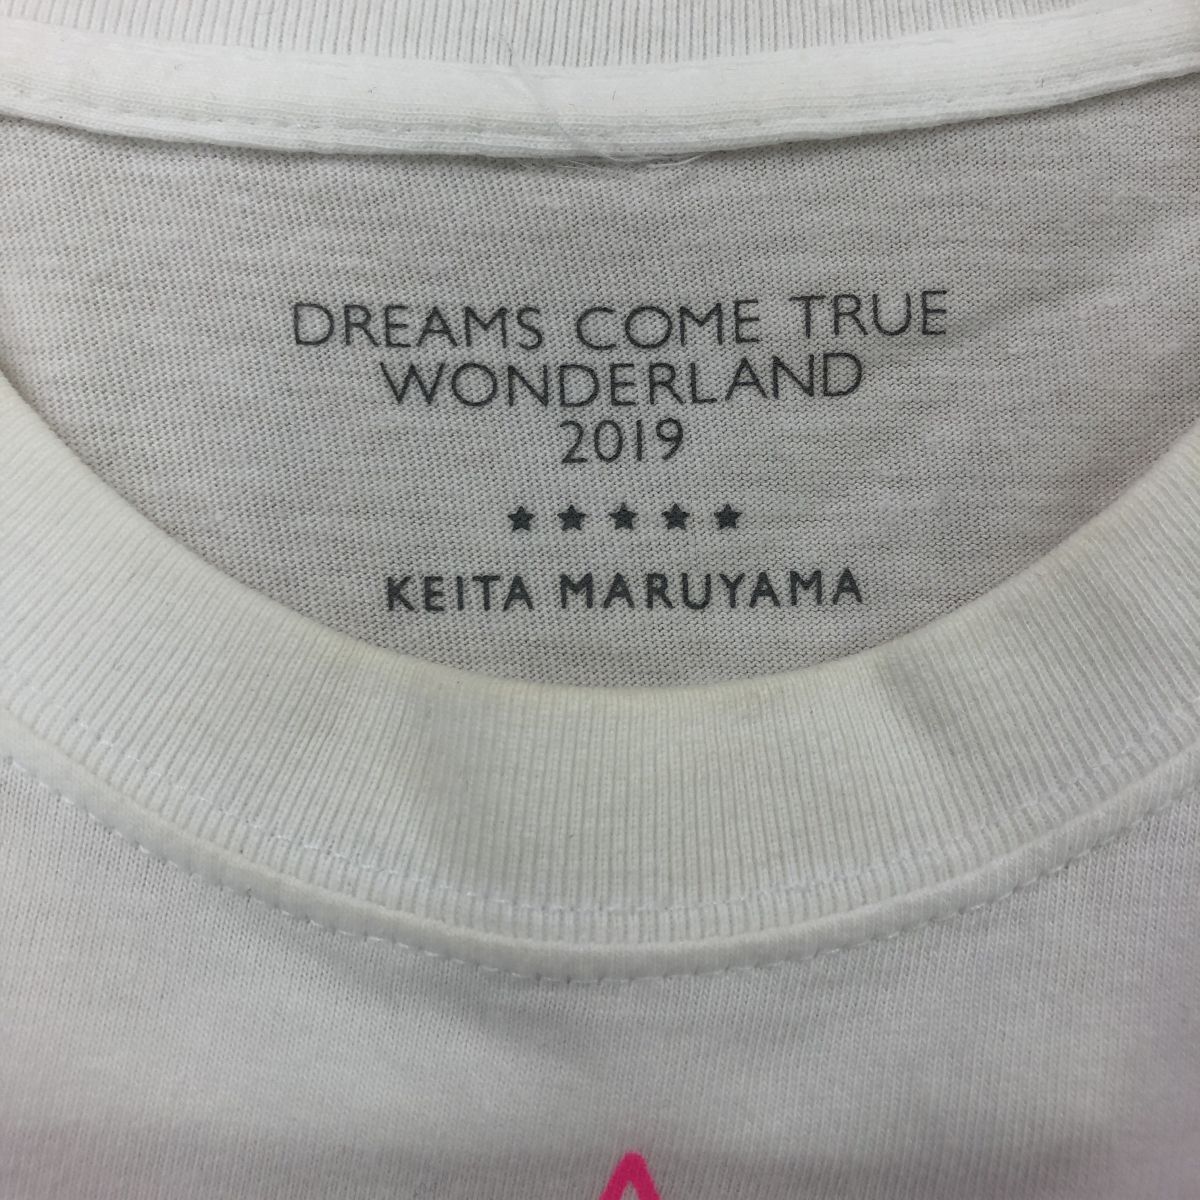 DREAMS COME TRUE
WONDERLAND
2019
★★★★★
KEITA MARUYAMA